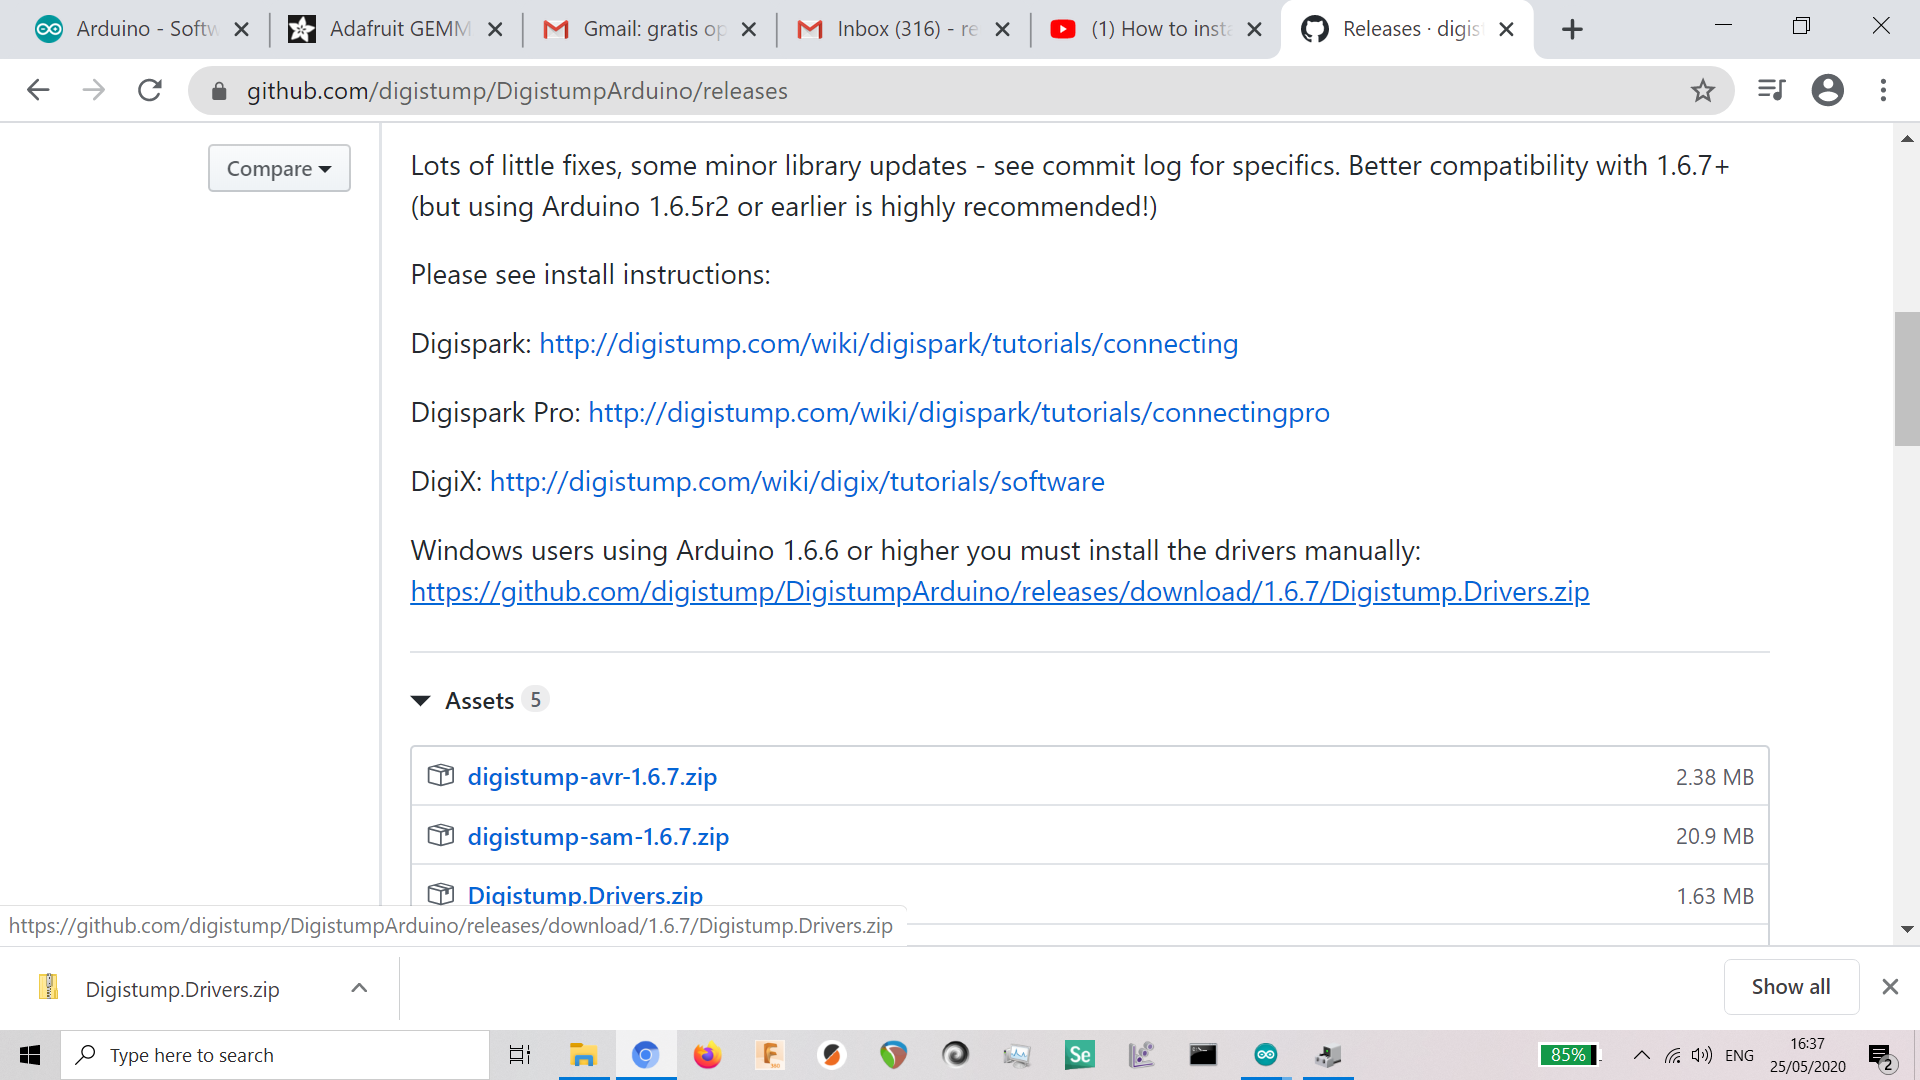 Arduino - Softw
Adafruit GEMM
Gmail: gratis op
Inbox (316) - re
(1) How to insta
Releases · digis
github.com/digistump/DigistumpArduino/releases
Compare
Lots of little fixes, some minor library updates - see commit log for specifics. Better compatibility with 1.6.7+
(but using Arduino 1.6.5r2 or earlier is highly recommended!)
Please see install instructions:
Digispark: http://digistump.com/wiki/digispark/tutorials/connecting
Digispark Pro: http://digistump.com/wiki/digispark/tutorials/connectingpro
DigiX: http://digistump.com/wiki/digix/tutorials/software
Windows users using Arduino 1.6.6 or higher you must install the drivers manually:
https://github.com/digistump/DigistumpArduino/releases/download/1.6.7/Digistump.Drivers.zip
Assets 5
digistump-avr-1.6.7.zip 2.38 MB
digistump-sam-1.6.7.zip 20.9 MB
Digistump.Drivers.zip 1.63 MB
https://github.com/digistump/DigistumpArduino/releases/download/1.6.7/Digistump.Drivers.zip
Digistump.Drivers.zip
Show all
Type here to search
F
360
Se
85%
ENG
16:37
25/05/2020
2